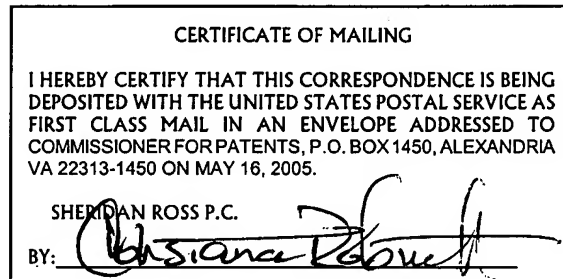 CERTIFICATE OF MAILING
I HEREBY CERTIFY THAT THIS CORRESPONDENCE IS BEING
DEPOSITED WITH THE UNITED STATES POSTAL SERVICE AS
FIRST CLASS MAIL IN AN ENVELOPE ADDRESSED TO
COMMISSIONER FOR PATENTS, P.O. BOX 1450, ALEXANDRIA
VA 22313-1450 ON MAY 16, 2005.
SHERIDAN ROSS P.C.
BY: